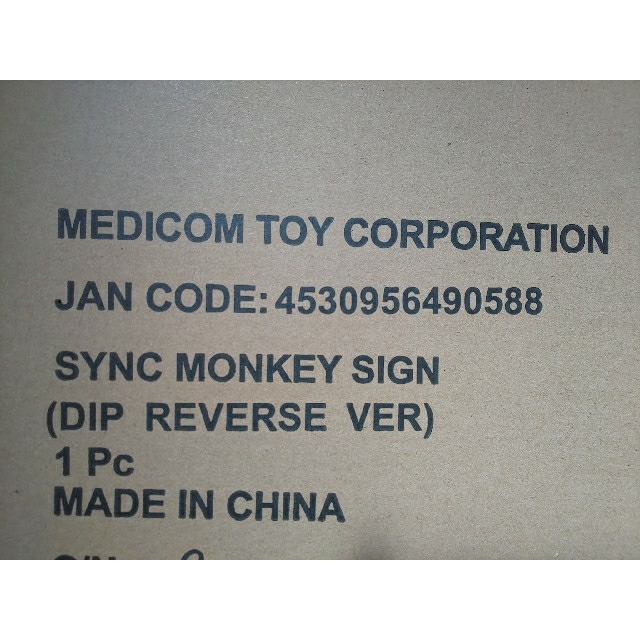 MEDICOM TOY CORPORATION
JAN CODE: 4530956490588
SYNC MONKEY SIGN
(DIP REVERSE VER)
1 Pc
MADE IN CHINA